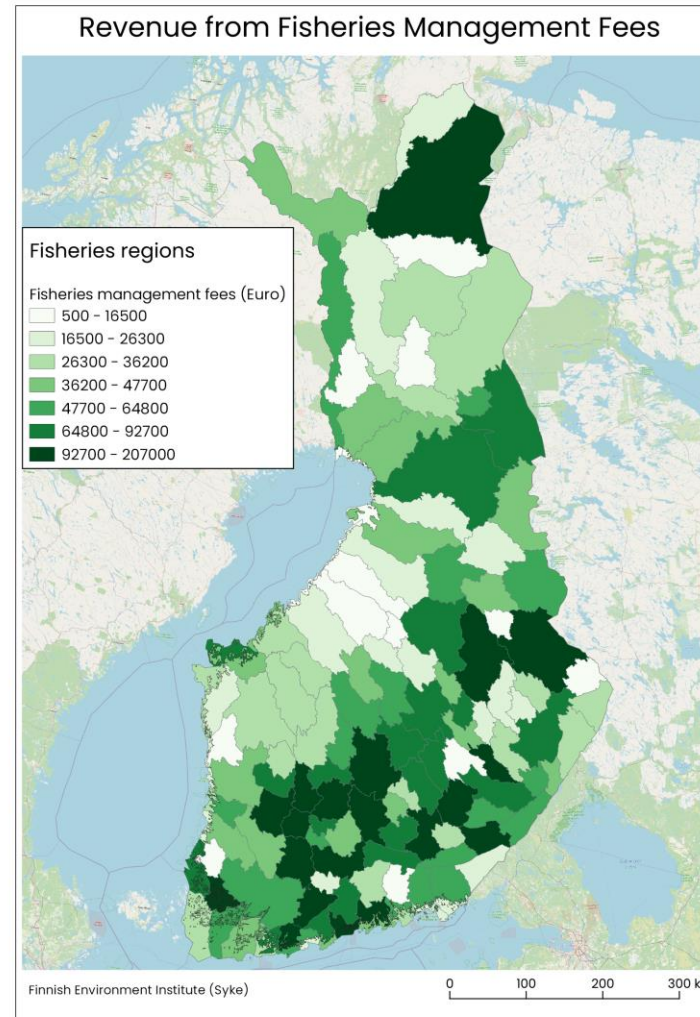 Revenue from Fisheries Management Fees
Fisheries regions
Fisheries management fees (Euro)
500 - 16500
16500 - 26300
26300 - 36200
36200 - 47700
47700 - 64800
64800 - 92700
92700 - 207000
Finnish Environment Institute (Syke)
0 100 200 300 k